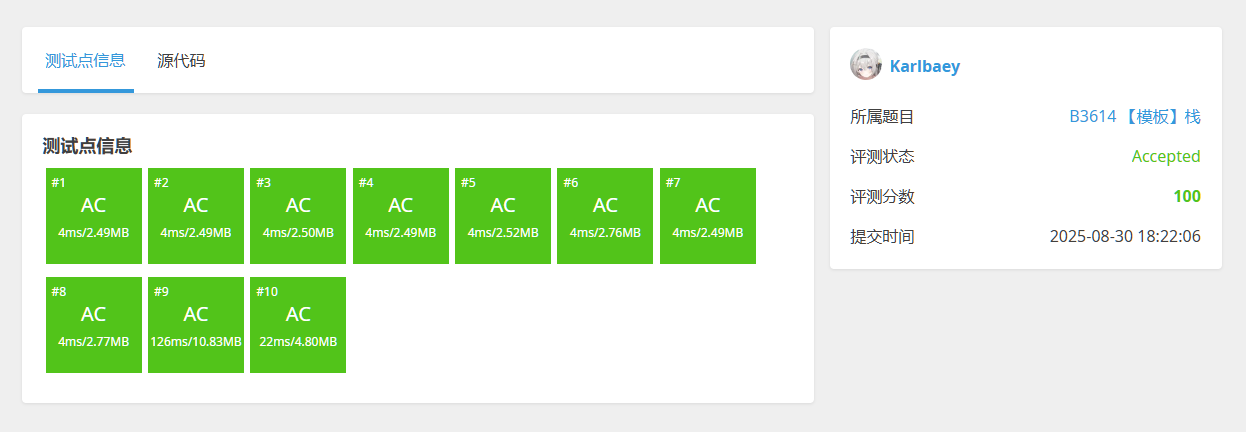 测试点信息 源代码
测试点信息
#1 #2 #3 #4 #5 #6 #7
AC AC AC AC AC AC AC
4ms/2.49MB 4ms/2.49MB 4ms/2.50MB 4ms/2.49MB 4ms/2.52MB 4ms/2.76MB 4ms/2.49MB
#8 #9 #10
AC AC AC
4ms/2.77MB 126ms/10.83MB 22ms/4.80MB
Karlbaey
所属题目 B3614 【模板】栈
评测状态 Accepted
评测分数 100
提交时间 2025-08-30 18:22:06